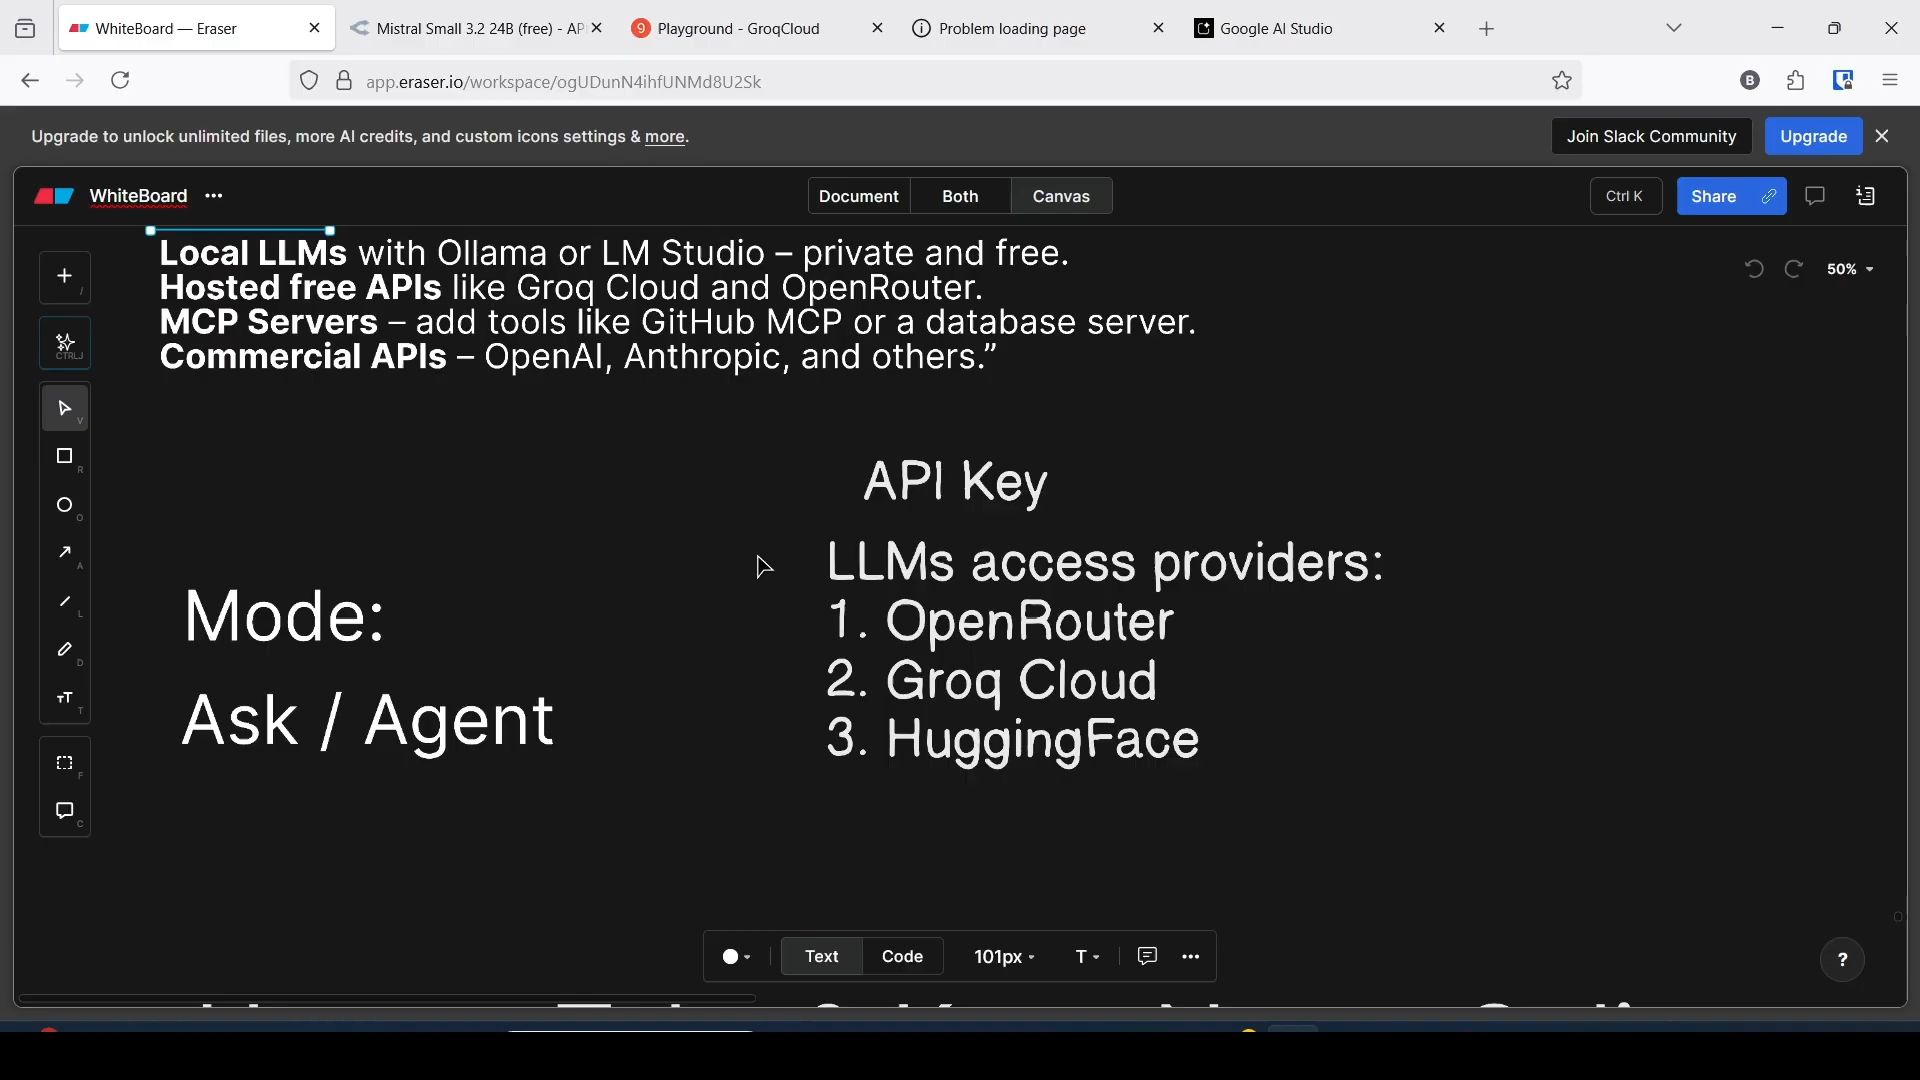 WhiteBoard — Eraser
Mistral Small 3.2 24B (free) - AP
Playground - GroqCloud
Problem loading page
Google AI Studio
app.eraser.io/workspace/ogUDunN4ihfUNMd8U2Sk
B
Upgrade to unlock unlimited files, more AI credits, and custom icons settings & more.
Join Slack Community
Upgrade
WhiteBoard
Document
Both
Canvas
Ctrl K
Share
50%
Local LLMs with Ollama or LM Studio – private and free.
Hosted free APIs like Groq Cloud and OpenRouter.
MCP Servers – add tools like GitHub MCP or a database server.
Commercial APIs – OpenAI, Anthropic, and others.”
/
CTRL J
V
R
O
A
L
D
T
F
C
API Key
LLMs access providers:
1. OpenRouter
2. Groq Cloud
3. HuggingFace
Mode:
Ask / Agent
Text
Code
101px
T
?